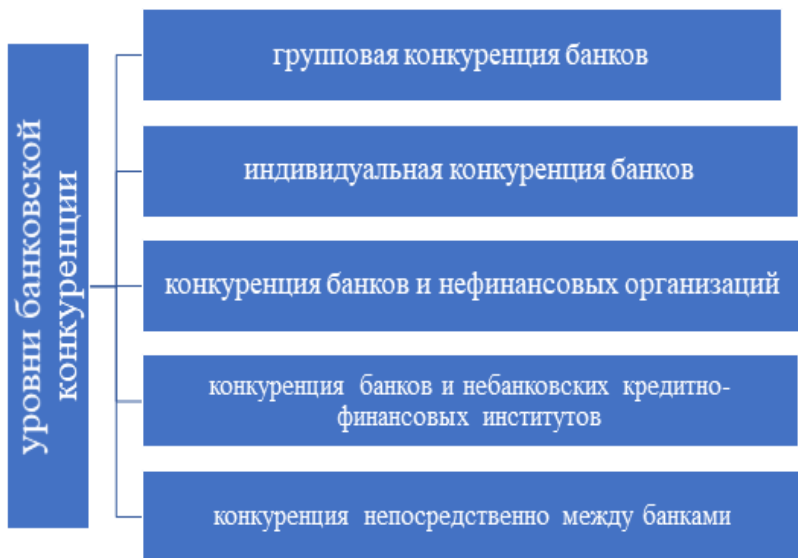 уровни банковской
конкуренции
групповая конкуренция банков
индивидуальная конкуренция банков
конкуренция банков и нефинансовых организаций
конкуренция банков и небанковских кредитно-
финансовых институтов
конкуренция непосредственно между банками